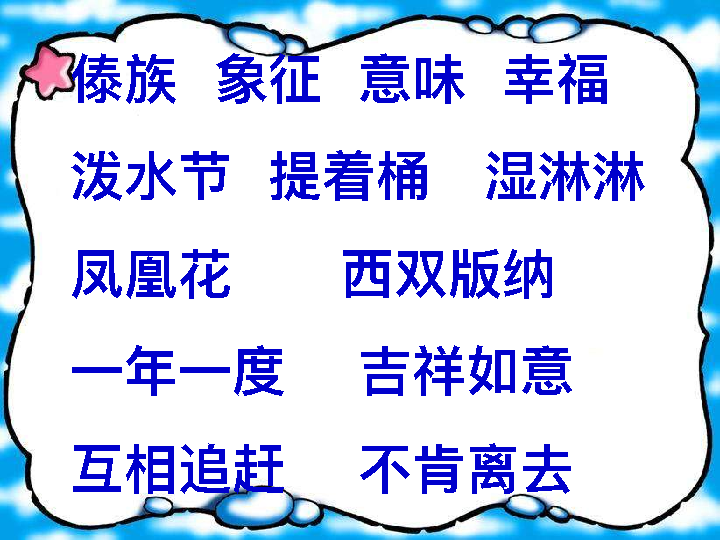 傣族 象征 意味 幸福
泼水节 提着桶 湿淋淋
凤凰花 西双版纳
一年一度 吉祥如意
互相追赶 不肯离去